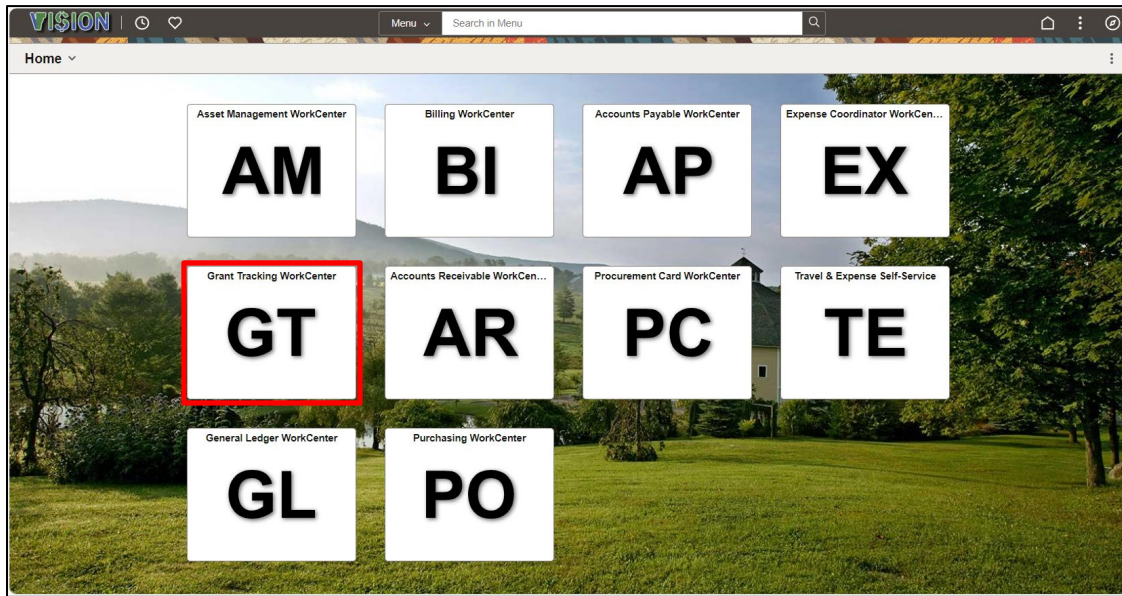 VISION
Menu
Search in Menu
Home
Asset Management WorkCenter
AM
Billing WorkCenter
BI
Accounts Payable WorkCenter
AP
Expense Coordinator WorkCen...
EX
Grant Tracking WorkCenter
GT
Accounts Receivable WorkCen...
AR
Procurement Card WorkCenter
PC
Travel & Expense Self-Service
TE
General Ledger WorkCenter
GL
Purchasing WorkCenter
PO